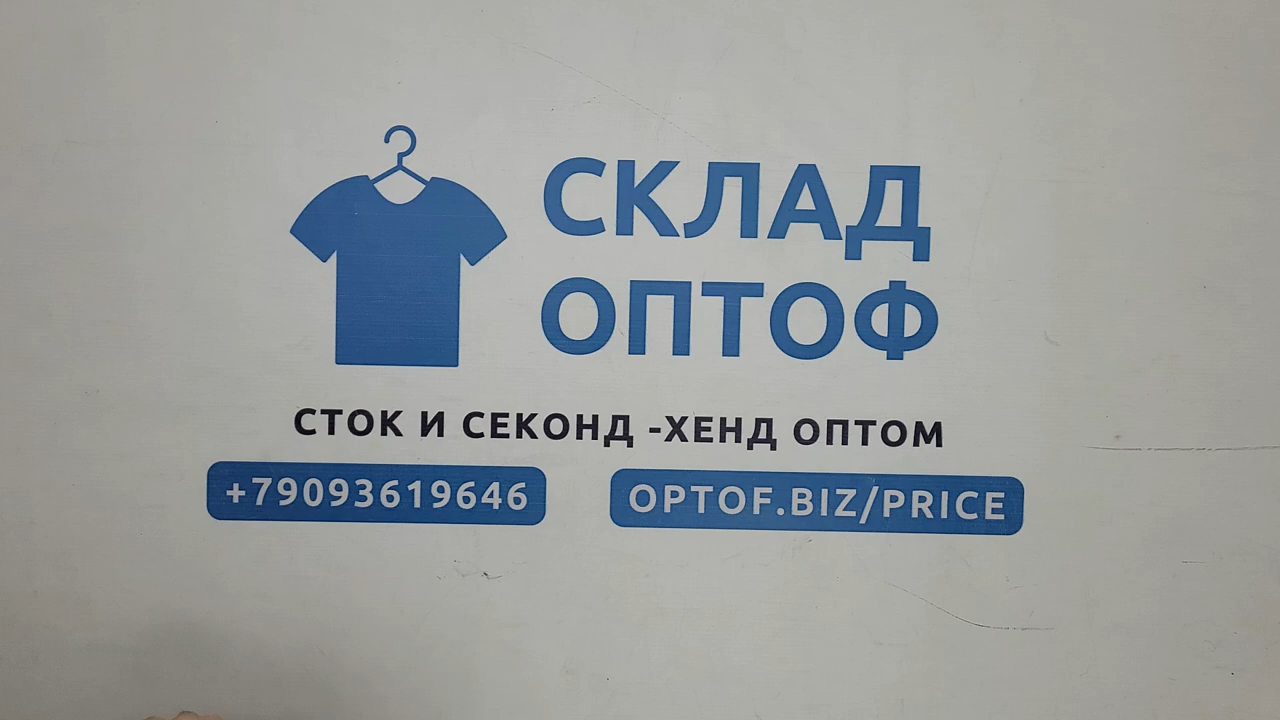 СКЛАД
ОПТОФ
СТОК И СЕКОНД -ХЕНД ОПТОМ
+79093619646
OPTOF.BIZ/PRICE